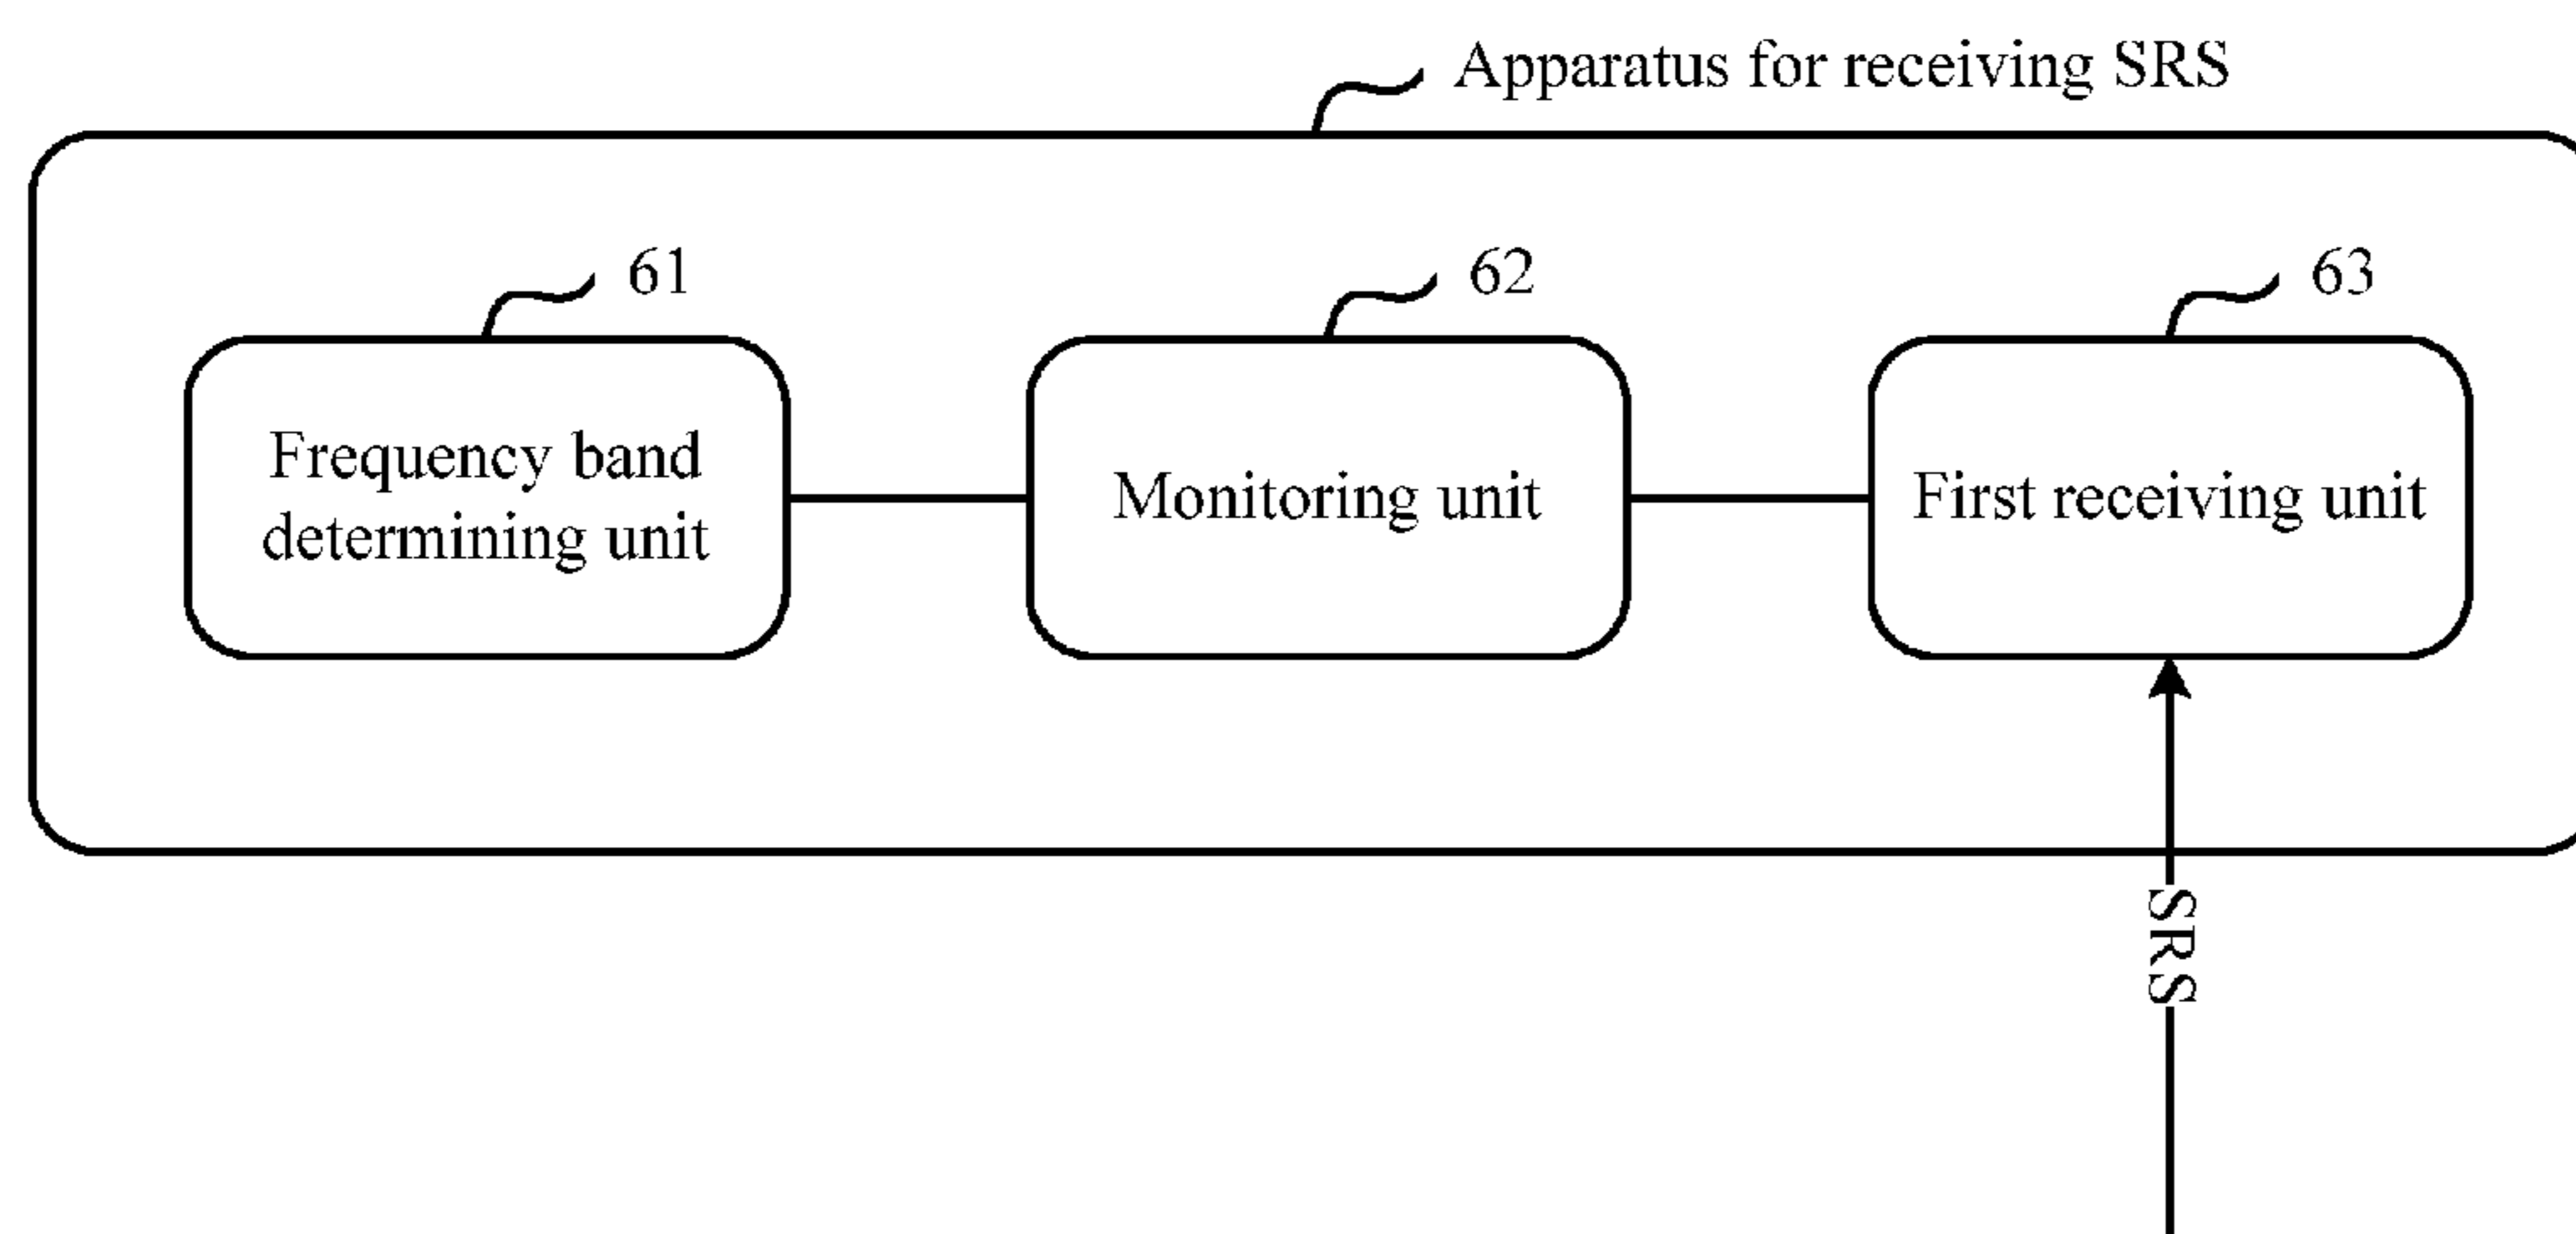 Apparatus for receiving SRS
61
62
63
Frequency band
determining unit
Monitoring unit
First receiving unit
SRS